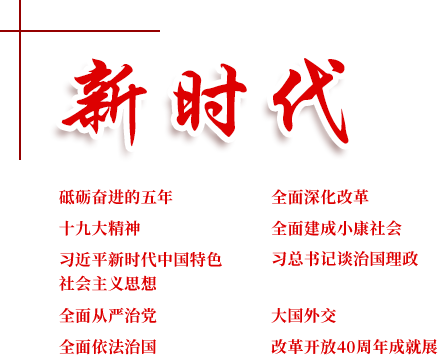 新时代
砥砺奋进的五年
全面深化改革
十九大精神
全面建成小康社会
习近平新时代中国特色
社会主义思想
习总书记谈治国理政
全面从严治党
大国外交
全面依法治国
改革开放40周年成就展